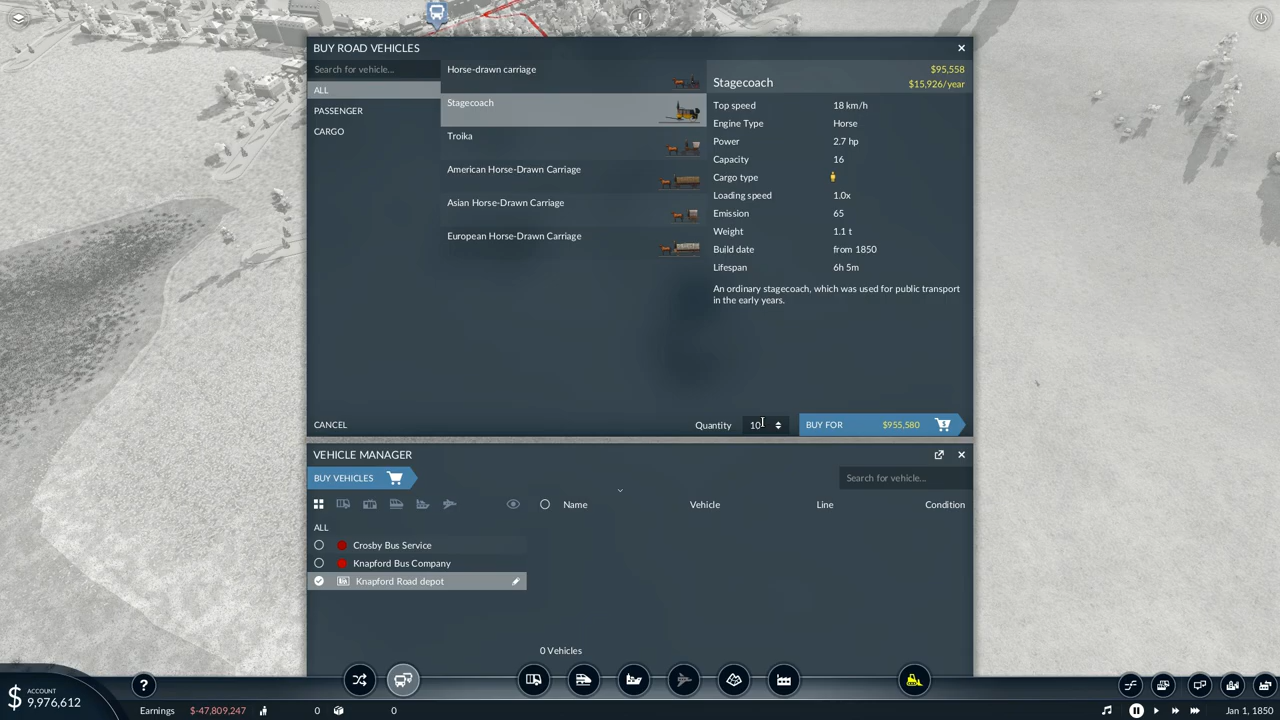 BUY ROAD VEHICLES
Search for vehicle...
ALL
PASSENGER
CARGO
Horse-drawn carriage
Stagecoach
Troika
American Horse-Drawn Carriage
Asian Horse-Drawn Carriage
European Horse-Drawn Carriage
$95,558
Stagecoach
$15,926/year
Top speed 18 km/h
Engine Type Horse
Power 2.7 hp
Capacity 16
Cargo type
Loading speed 1.0x
Emission 65
Weight 1.1 t
Build date from 1850
Lifespan 6h 5m
An ordinary stagecoach, which was used for public transport
in the early years.
CANCEL
Quantity 10
BUY FOR $955,580
VEHICLE MANAGER
BUY VEHICLES
Search for vehicle...
Name Vehicle Line Condition
ALL
Crosby Bus Service
Knapford Bus Company
Knapford Road depot
0 Vehicles
$ ACCOUNT
9,976,612
?
Earnings $-47,809,247 0 0
Jan 1, 1850